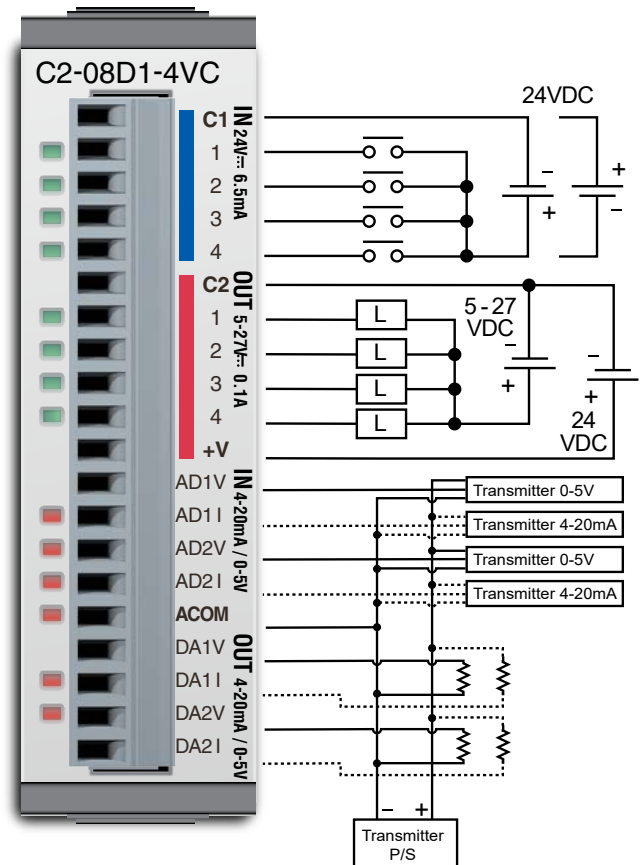 C2-08D1-4VC
C1
1
2
3
4
IN 24V⎓ 6.5mA
C2
1
2
3
4
+V
OUT 5-27V⎓ 0.1A
AD1V
AD1I
AD2V
AD2I
ACOM
IN 4-20mA / 0-5V
DA1V
DA1I
DA2V
DA2I
OUT 4-20mA / 0-5V
24VDC
–
+
+
–
5-27
VDC
–
+
–
+
24
VDC
L
L
L
L
Transmitter 0-5V
Transmitter 4-20mA
Transmitter 0-5V
Transmitter 4-20mA
– +
Transmitter
P/S